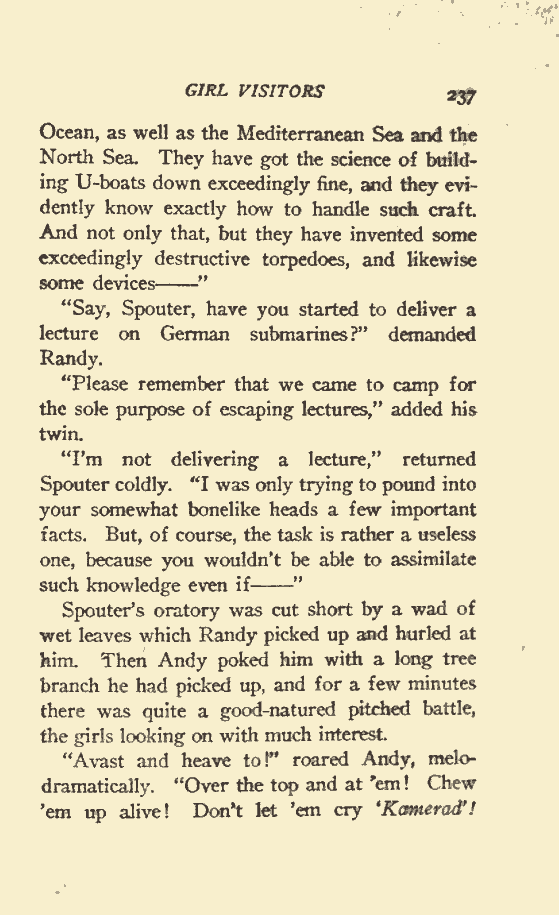 GIRL VISITORS 237
Ocean, as well as the Mediterranean Sea and the
North Sea. They have got the science of build-
ing U-boats down exceedingly fine, and they evi-
dently know exactly how to handle such craft.
And not only that, but they have invented some
exceedingly destructive torpedoes, and likewise
some devices——"
"Say, Spouter, have you started to deliver a
lecture on German submarines?" demanded
Randy.
"Please remember that we came to camp for
the sole purpose of escaping lectures," added his
twin.
"I'm not delivering a lecture," returned
Spouter coldly. "I was only trying to pound into
your somewhat bonelike heads a few important
facts. But, of course, the task is rather a useless
one, because you wouldn't be able to assimilate
such knowledge even if——"
Spouter's oratory was cut short by a wad of
wet leaves which Randy picked up and hurled at
him. Then Andy poked him with a long tree
branch he had picked up, and for a few minutes
there was quite a good-natured pitched battle,
the girls looking on with much interest.
"Avast and heave to!" roared Andy, melo-
dramatically. "Over the top and at 'em! Chew
'em up alive! Don't let 'em cry 'Kamerad'!